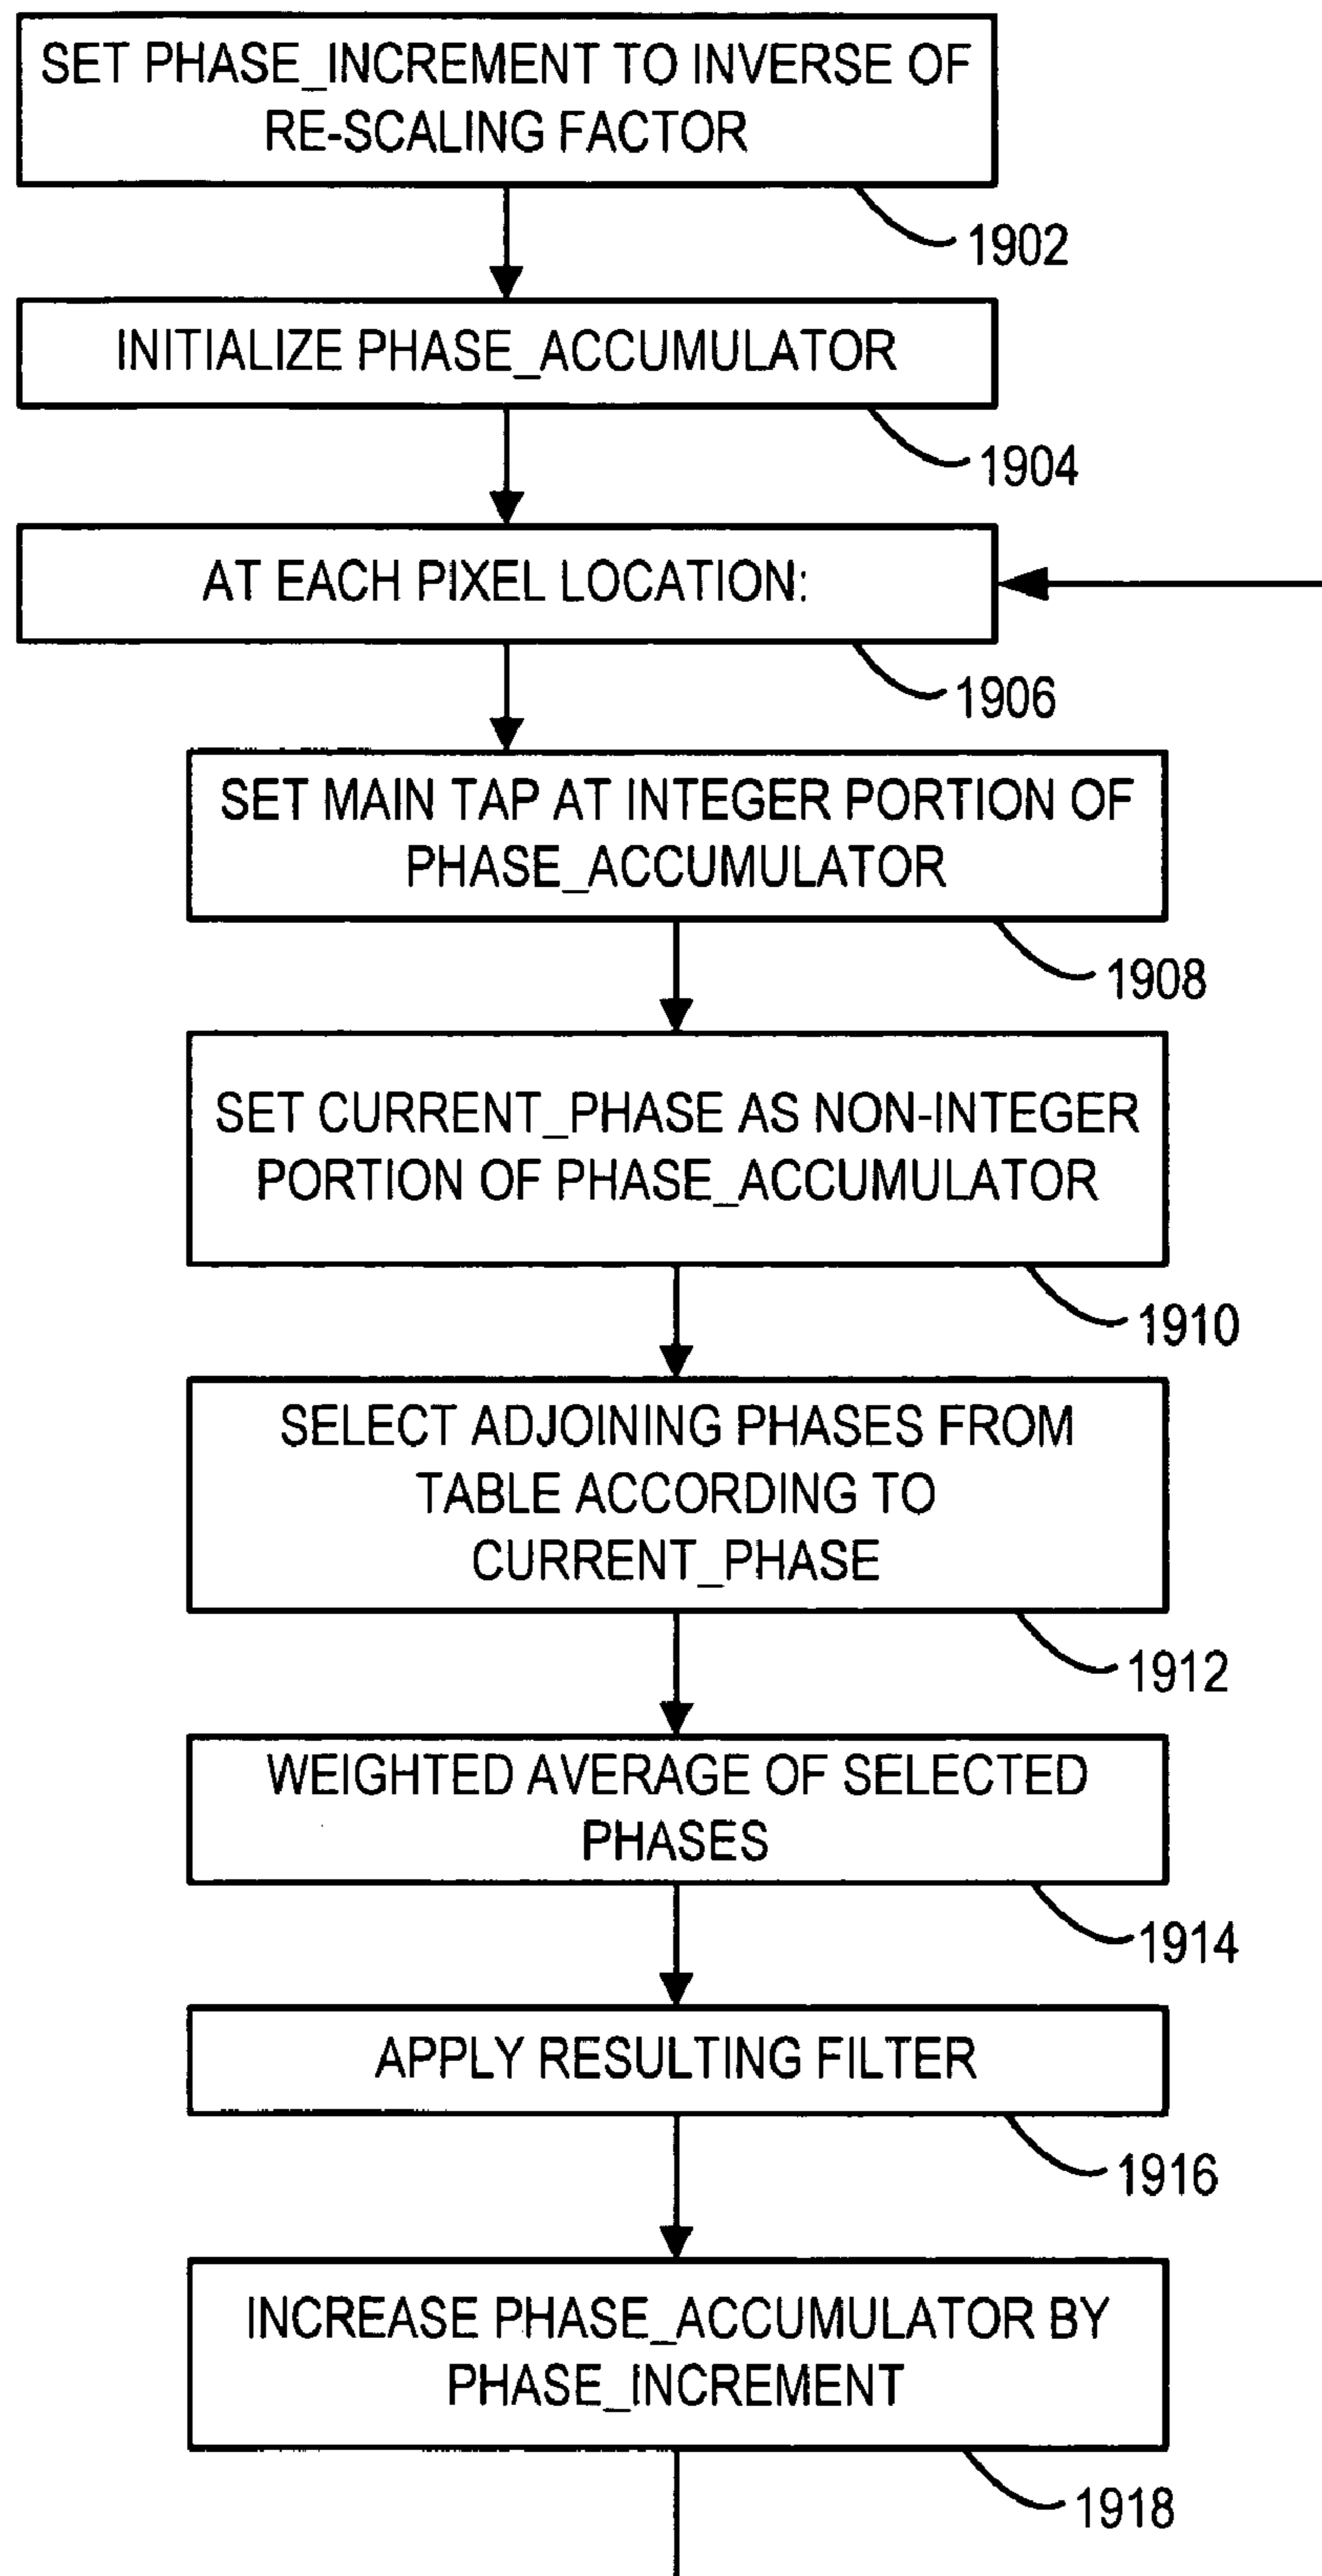 SET PHASE_INCREMENT TO INVERSE OF
RE-SCALING FACTOR
1902
INITIALIZE PHASE_ACCUMULATOR
1904
AT EACH PIXEL LOCATION:
1906
SET MAIN TAP AT INTEGER PORTION OF
PHASE_ACCUMULATOR
1908
SET CURRENT_PHASE AS NON-INTEGER
PORTION OF PHASE_ACCUMULATOR
1910
SELECT ADJOINING PHASES FROM
TABLE ACCORDING TO
CURRENT_PHASE
1912
WEIGHTED AVERAGE OF SELECTED
PHASES
1914
APPLY RESULTING FILTER
1916
INCREASE PHASE_ACCUMULATOR BY
PHASE_INCREMENT
1918